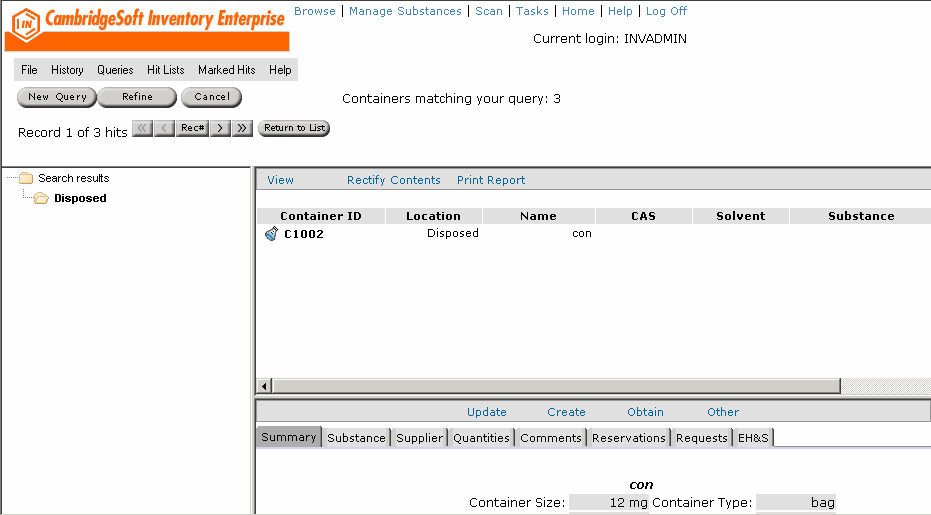 CambridgeSoft Inventory Enterprise
Browse | Manage Substances | Scan | Tasks | Home | Help | Log Off
Current login: INVADMIN
File History Queries Hit Lists Marked Hits Help
New Query Refine Cancel
Containers matching your query: 3
Record 1 of 3 hits << < Rec# > >> Return to List
Search results
Disposed
View Rectify Contents Print Report
Container ID Location Name CAS Solvent Substance
C1002 Disposed con
Update Create Obtain Other
Summary Substance Supplier Quantities Comments Reservations Requests EH&S
con
Container Size: 12 mg Container Type: bag